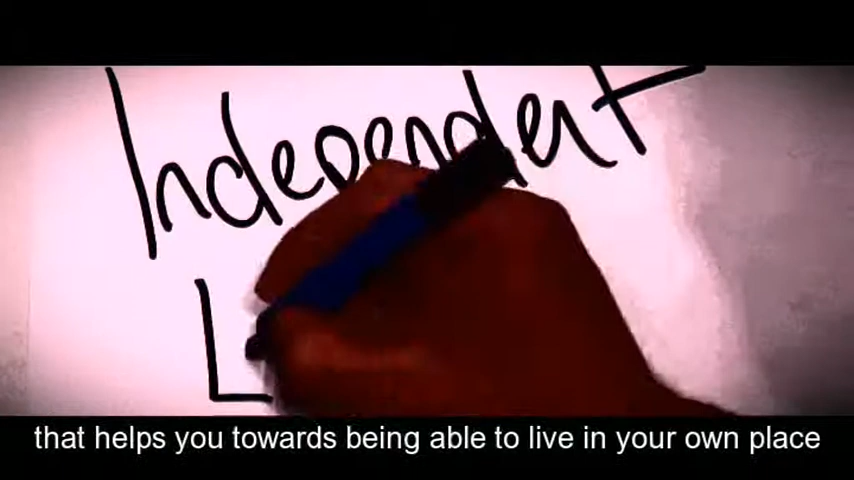 Independent
L
that helps you towards being able to live in your own place